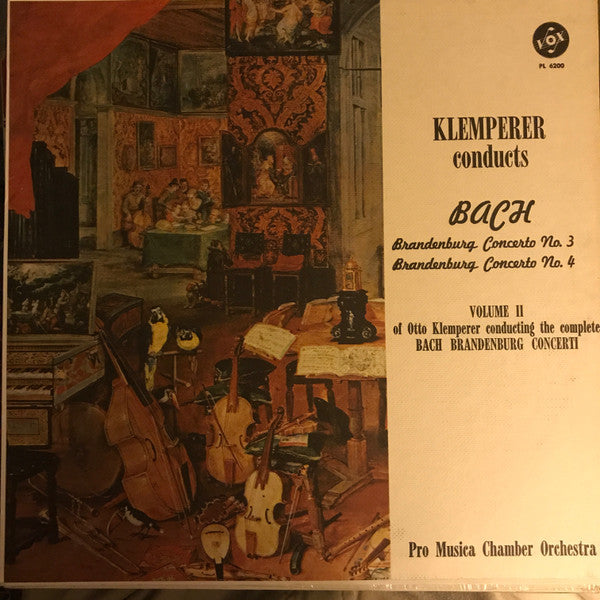 VOX
PL 6200
KLEMPERER
conducts
BACH
Brandenburg Concerto No. 3
Brandenburg Concerto No. 4
VOLUME II
of Otto Klemperer conducting the complete
BACH BRANDENBURG CONCERTI
Pro Musica Chamber Orchestra